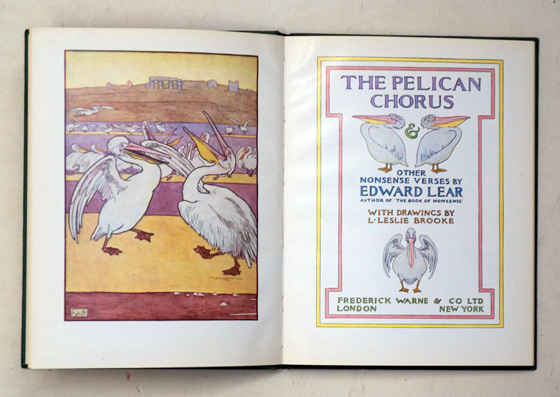 THE PELICAN
CHORUS
&
OTHER
NONSENSE VERSES BY
EDWARD LEAR
AUTHOR OF "THE BOOK OF NONSENSE"
WITH DRAWINGS BY
L. LESLIE BROOKE
FREDERICK WARNE & CO LTD
LONDON NEW YORK